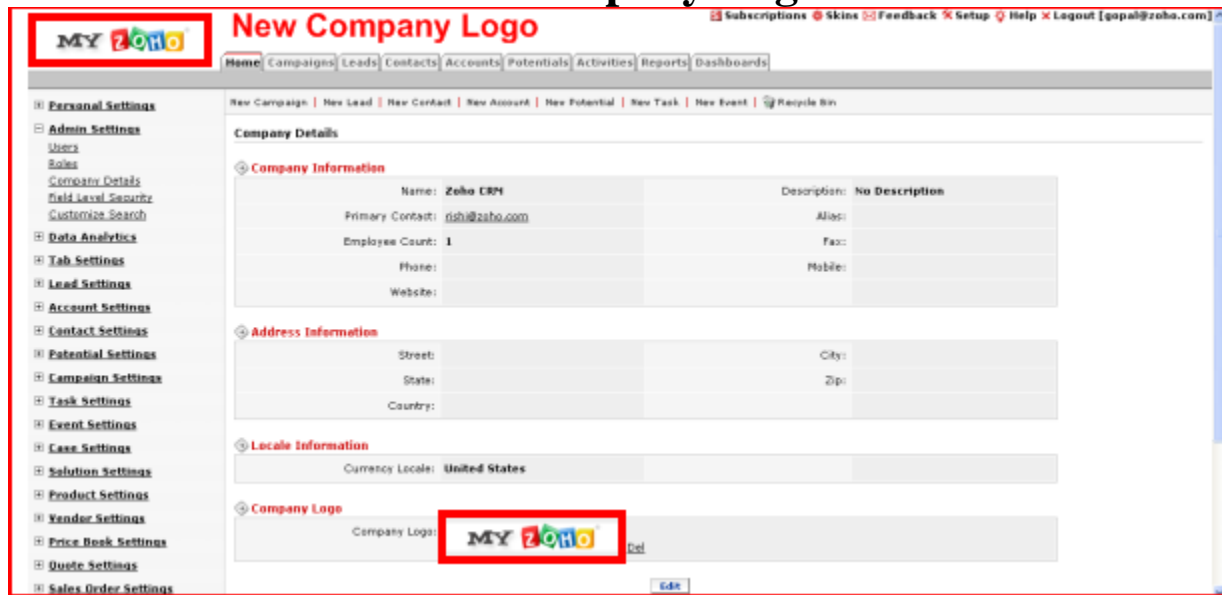 New Company Logo
Subscriptions Skins Feedback Setup Help Logout [gopal@zoho.com]
MY ZOHO
Home Campaigns Leads Contacts Accounts Potentials Activities Reports Dashboards
New Campaign | New Lead | New Contact | New Account | New Potential | New Task | New Event | Recycle Bin
Personal Settings
Admin Settings
Users
Roles
Company Details
Field Level Security
Customize Search
Data Analytics
Tab Settings
Lead Settings
Account Settings
Contact Settings
Potential Settings
Campaign Settings
Task Settings
Event Settings
Case Settings
Solution Settings
Product Settings
Vendor Settings
Price Book Settings
Quote Settings
Sales Order Settings
Company Details
Company Information
Name: Zoho CRM Description: No Description
Primary Contact: rishi@zoho.com Alias:
Employee Count: 1 Fax:
Phone: Mobile:
Website:
Address Information
Street: City:
State: Zip:
Country:
Locale Information
Currency Locale: United States
Company Logo
Company Logo: MY ZOHO Del
Edit